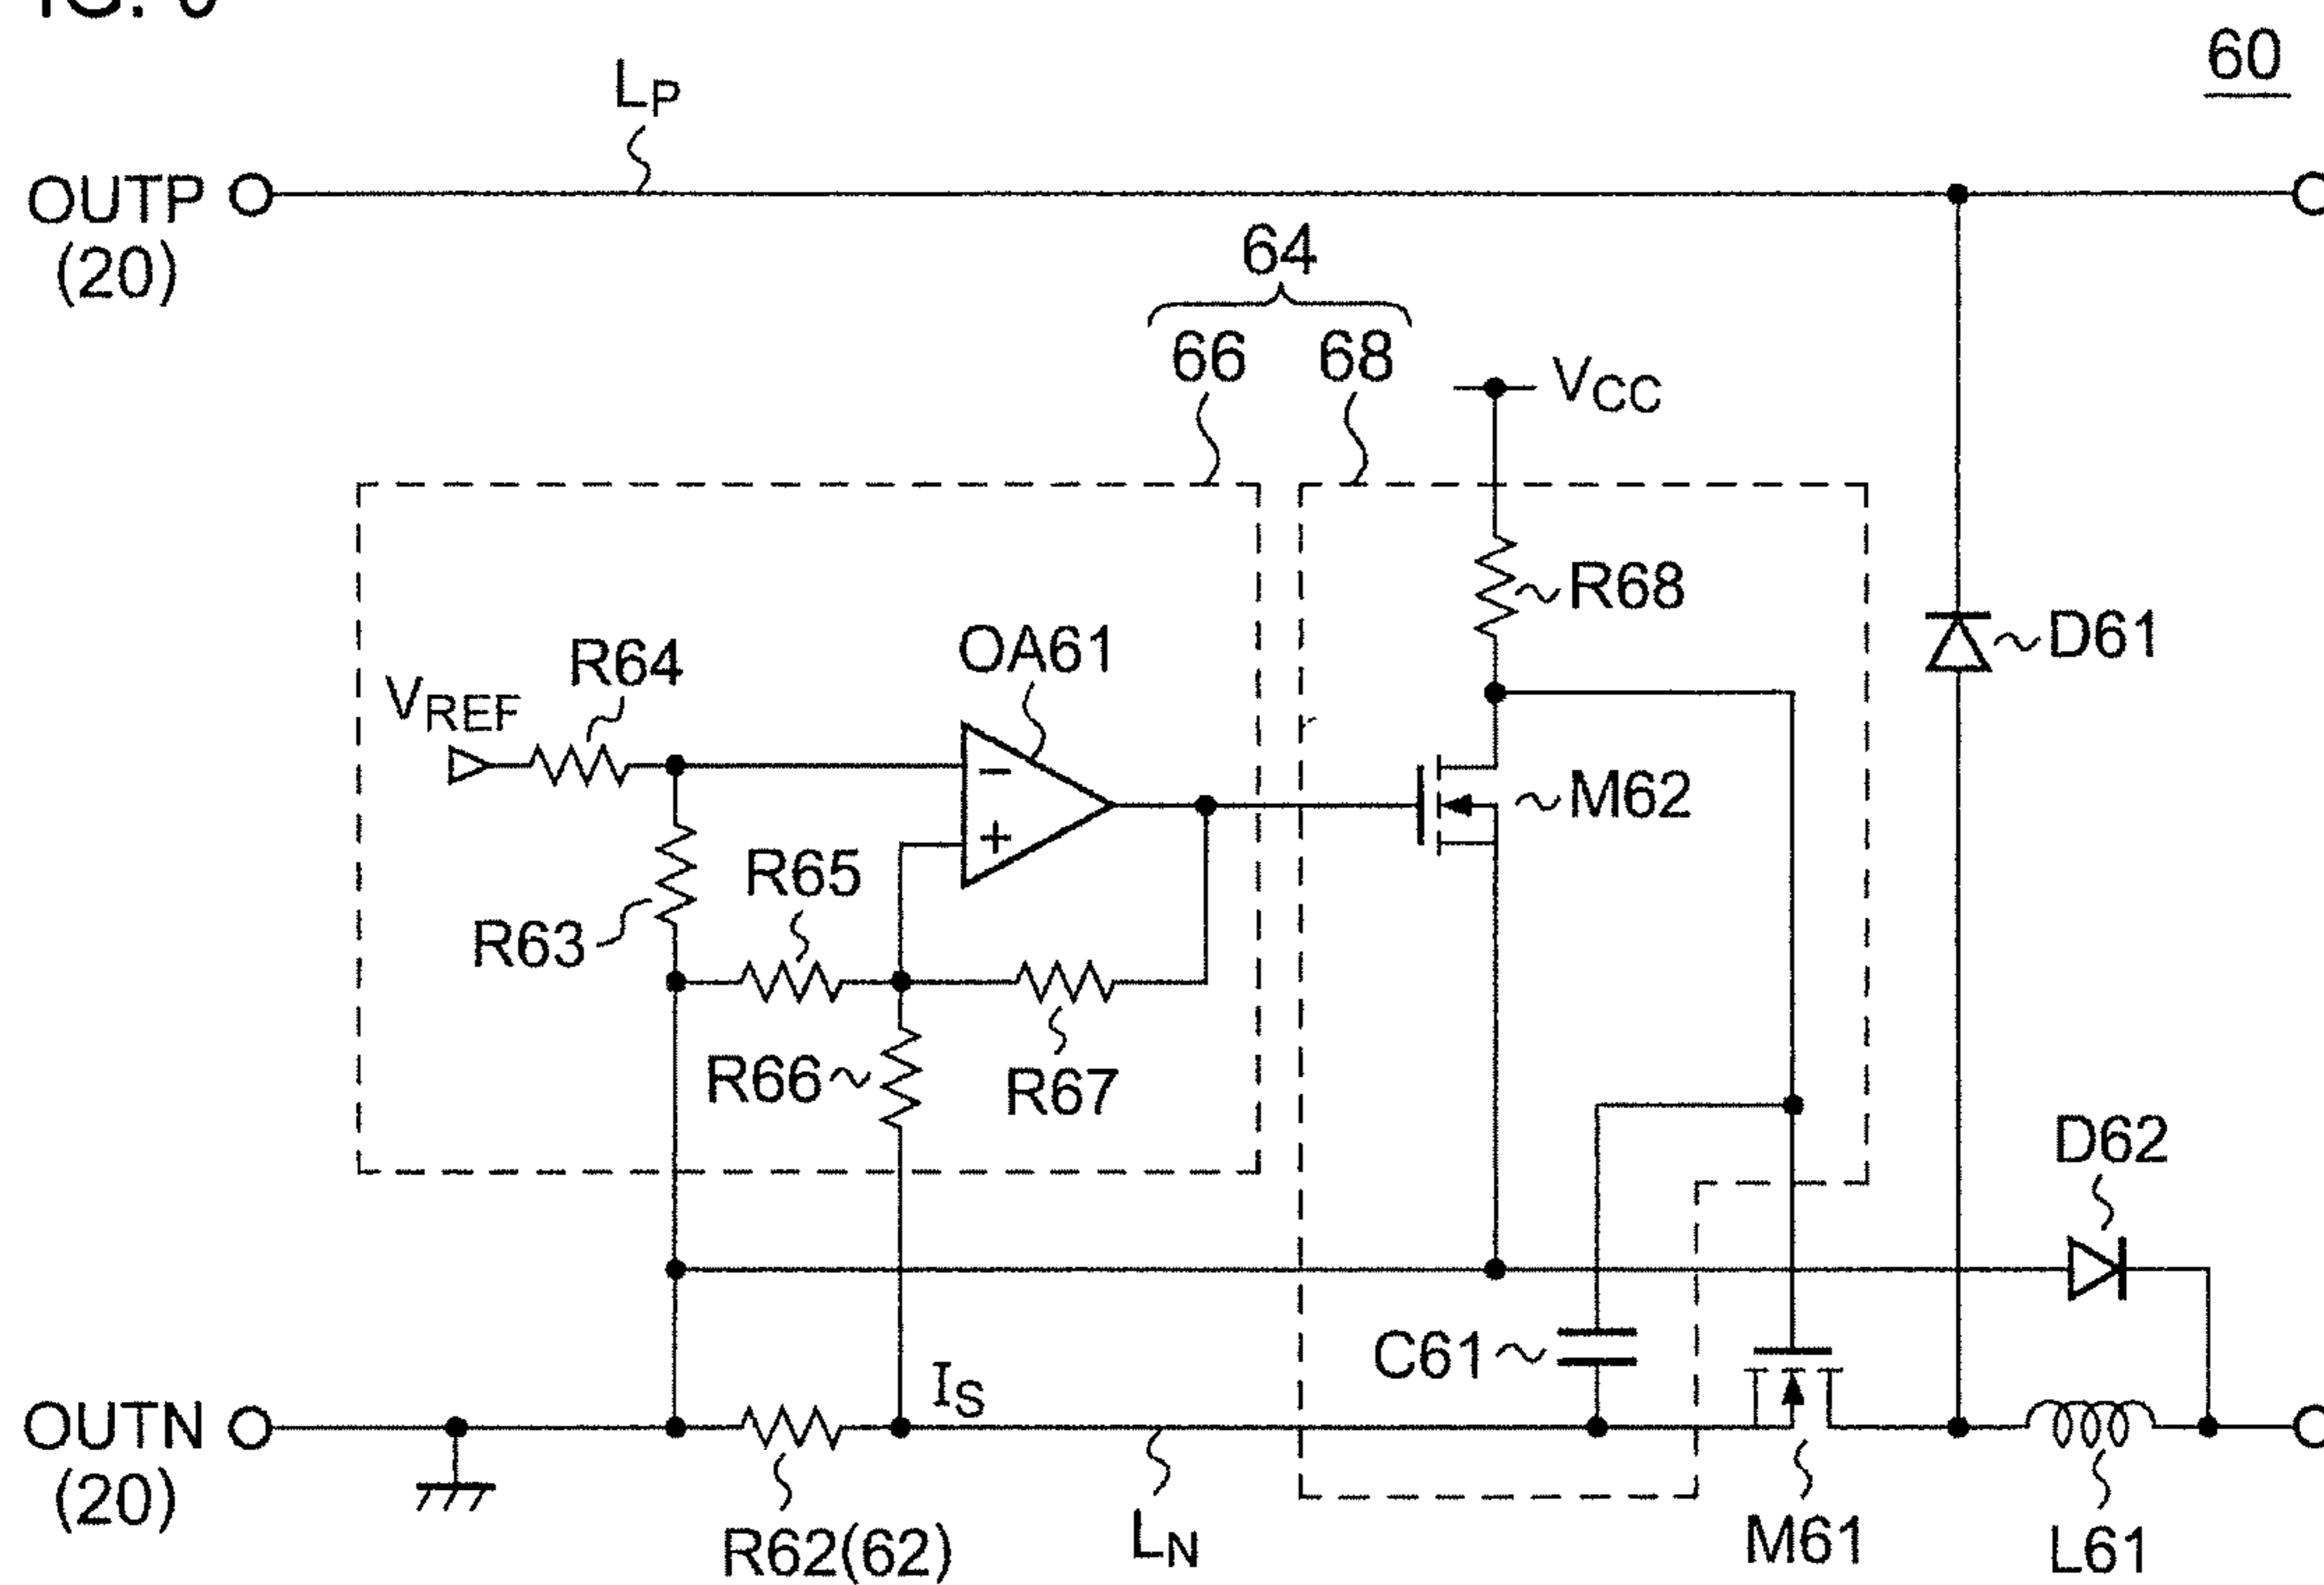 60
LP
OUTP
(20)
64
66
68
VCC
R68
D61
OA61
R64
VREF
M62
R65
R63
R66
R67
D62
C61
IS
OUTN
(20)
R62(62)
LN
M61
L61